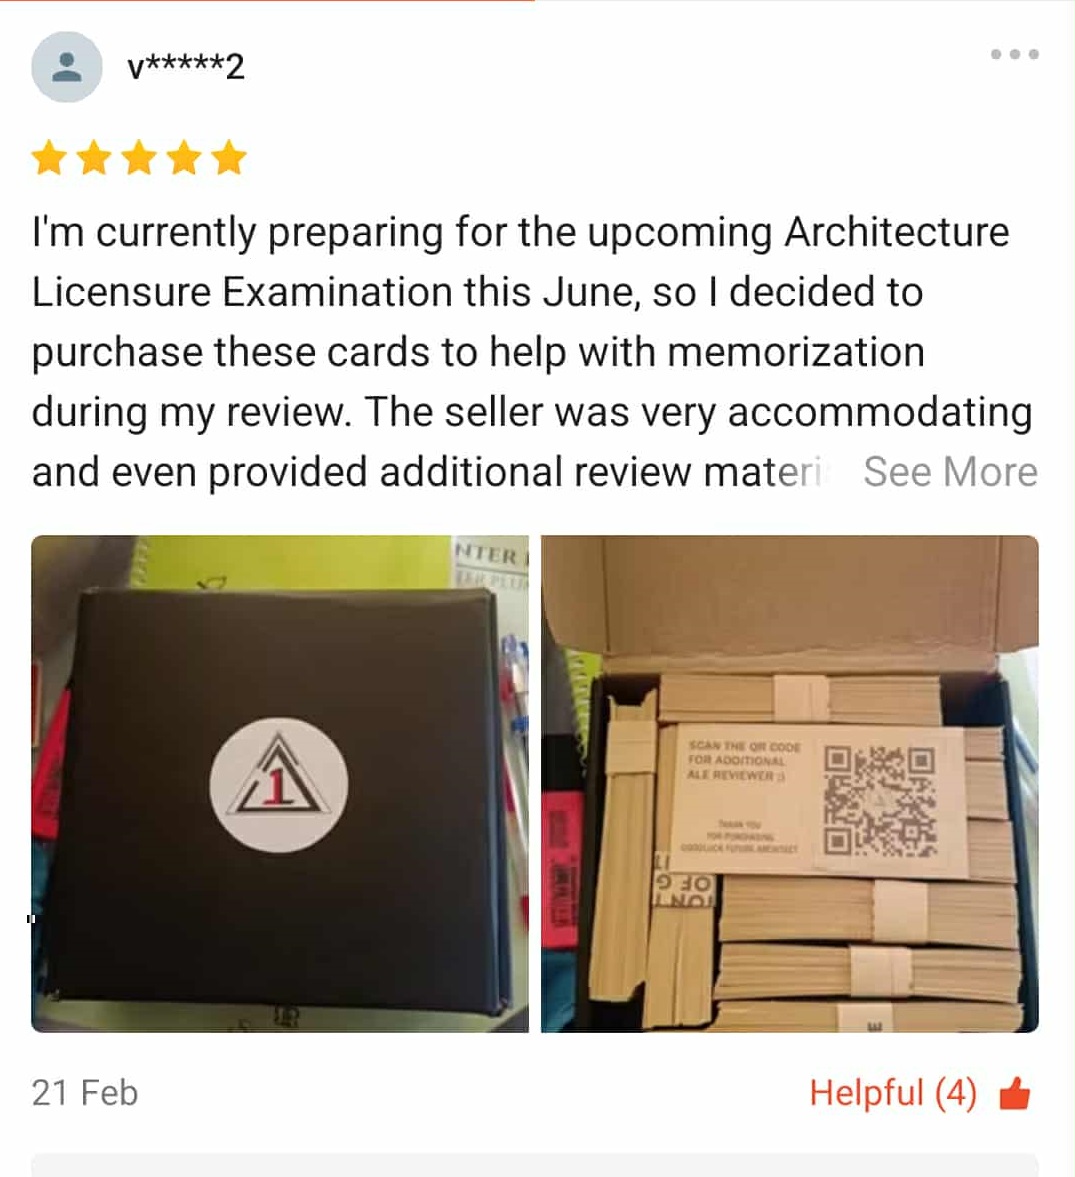 v*****2
I'm currently preparing for the upcoming Architecture
Licensure Examination this June, so I decided to
purchase these cards to help with memorization
during my review. The seller was very accommodating
and even provided additional review materi See More
NTER
1
SCAN THE QR CODE
FOR ADDITIONAL
ALE REVIEWER :)
THANK YOU
FOR PURCHASING
GOODLUCK FUTURE ARCHITECT
OF
21 Feb
Helpful (4)